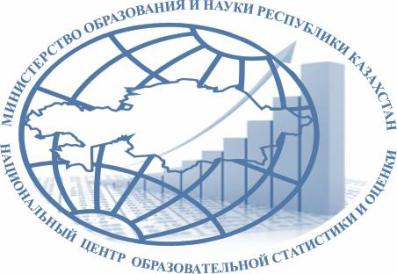 МИНИСТЕРСТВО ОБРАЗОВАНИЯ И НАУКИ РЕСПУБЛИКИ КАЗАХСТАН
НАЦИОНАЛЬНЫЙ ЦЕНТР ОБРАЗОВАТЕЛЬНОЙ СТАТИСТИКИ И ОЦЕНКИ